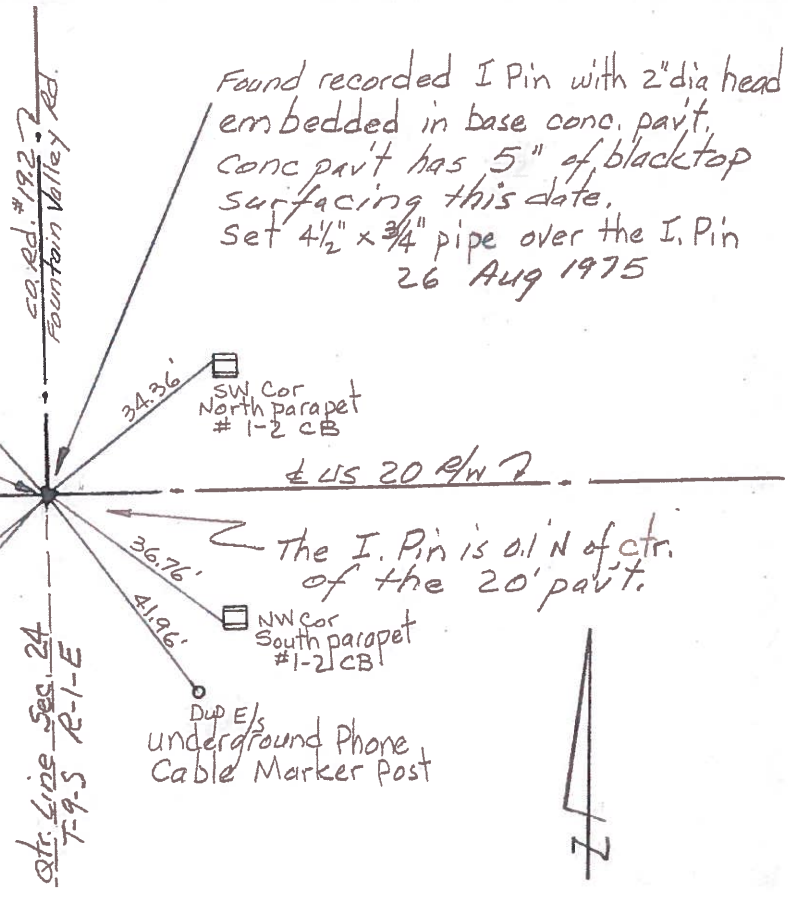 Found recorded I Pin with 2" dia head
embedded in base conc. pav't.
Conc pav't has 5" of blacktop
surfacing this date.
Set 4½" x ¾" pipe over the I. Pin
26 Aug 1975
Co. Rd. #192
Fountain Valley Rd.
34.36'
SW Cor
North parapet
# 1-2 CB
℄ US 20 R/W
The I. Pin is 0.1' N of ctr.
of the 20' pav't.
36.76'
41.96'
NW Cor
South parapet
#1-2 CB
Dup E/s
underground Phone
Cable Marker Post
Qtr. Line Sec. 24
T-9-S R-1-E
N